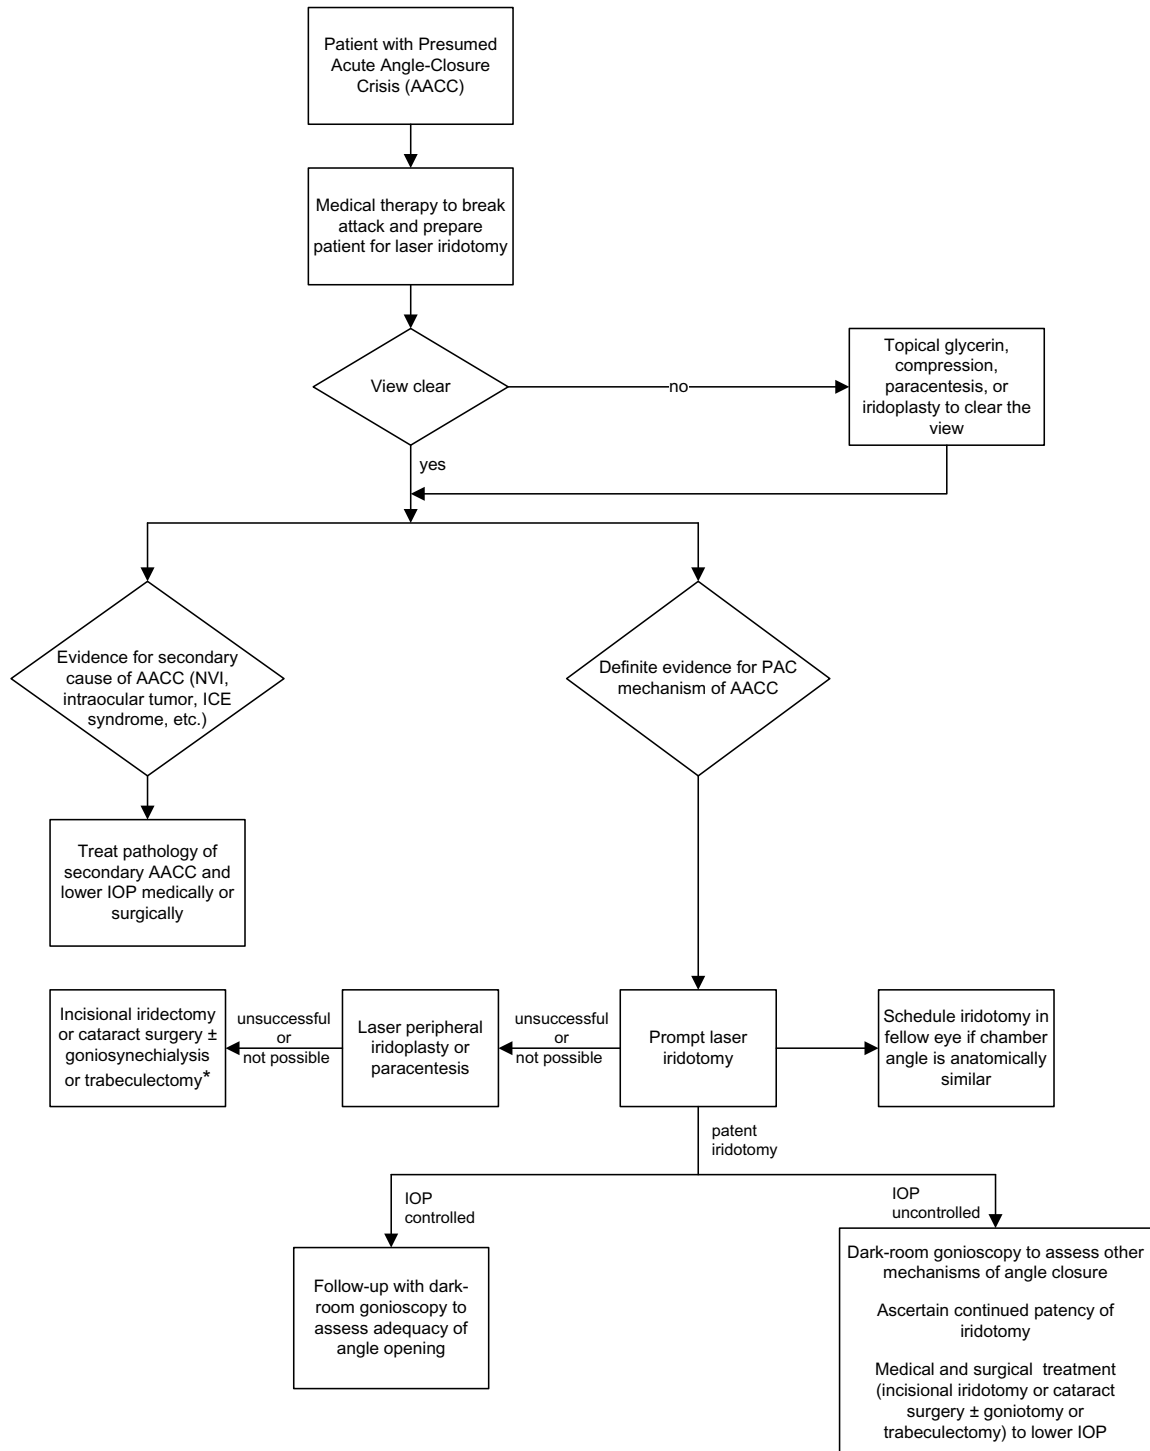 Patient with Presumed
Acute Angle-Closure
Crisis (AACC)
Medical therapy to break
attack and prepare
patient for laser iridotomy
View clear
no
Topical glycerin,
compression,
paracentesis, or
iridoplasty to clear the
view
yes
Evidence for secondary
cause of AACC (NVI,
intraocular tumor, ICE
syndrome, etc.)
Definite evidence for PAC
mechanism of AACC
Treat pathology of
secondary AACC and
lower IOP medically or
surgically
Incisional iridectomy
or cataract surgery ±
goniosynechialysis
or trabeculectomy*
unsuccessful
or
not possible
Laser peripheral
iridoplasty or
paracentesis
unsuccessful
or
not possible
Prompt laser
iridotomy
Schedule iridotomy in
fellow eye if chamber
angle is anatomically
similar
patent
iridotomy
IOP
controlled
IOP
uncontrolled
Follow-up with dark-
room gonioscopy to
assess adequacy of
angle opening
Dark-room gonioscopy to assess other
mechanisms of angle closure
Ascertain continued patency of
iridotomy
Medical and surgical treatment
(incisional iridotomy or cataract
surgery ± goniotomy or
trabeculectomy) to lower IOP